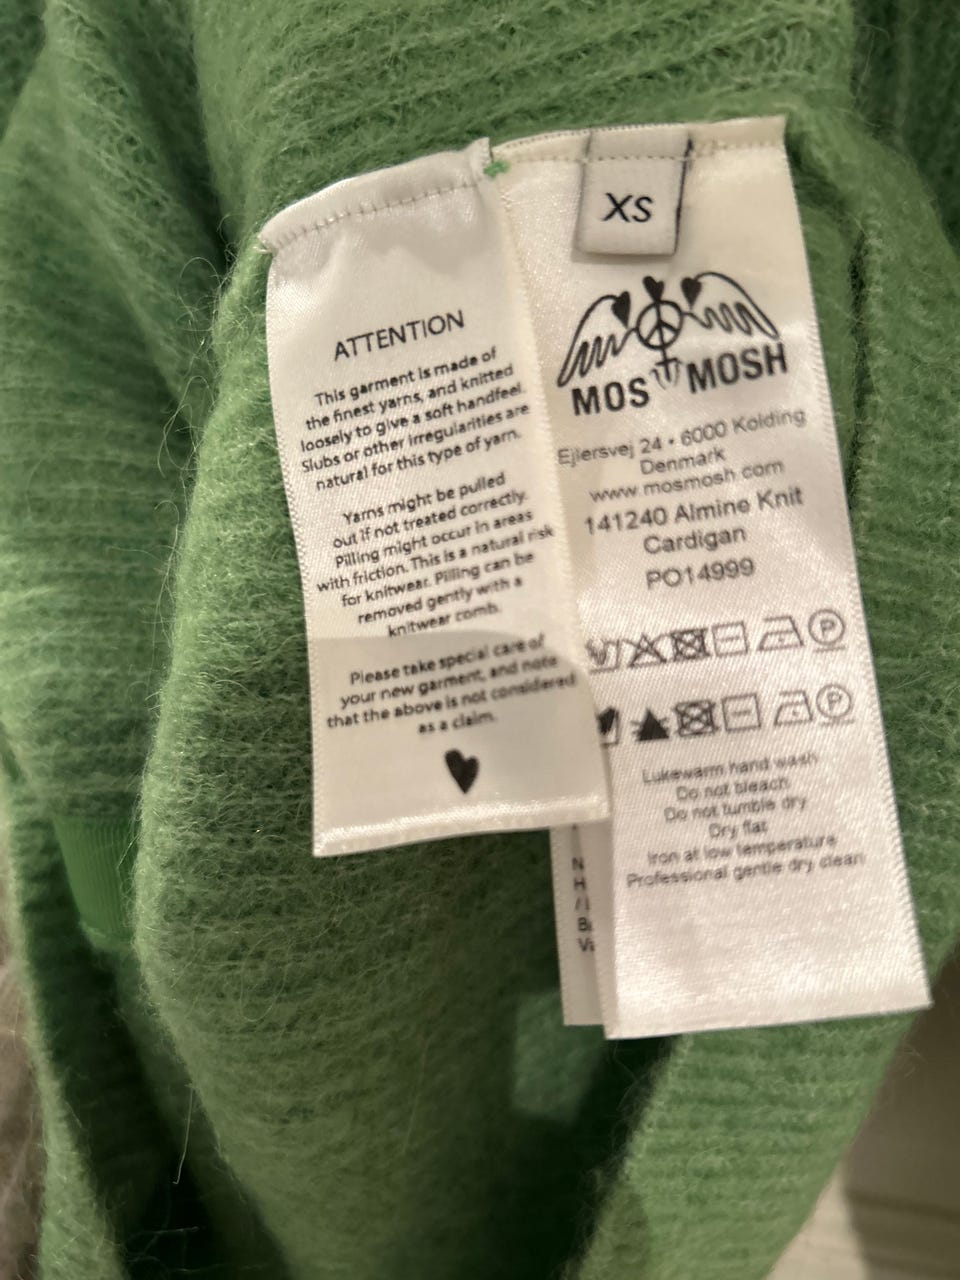 ATTENTION
This garment is made of
the finest yarns, and knitted
loosely to give a soft handfeel.
Slubs or other irregularities are
natural for this type of yarn.
Yarns might be pulled
out if not treated correctly.
Pilling might occur in areas
with friction. This is a natural risk
for knitwear. Pilling can be
removed gently with a
knitwear comb.
Please take special care of
your new garment, and note
that the above is not considered
as a claim.
XS
MOS MOSH
Ejlersvej 24 • 6000 Kolding
Denmark
www.mosmosh.com
141240 Almine Knit
Cardigan
PO14999
P
P
Lukewarm hand wash
Do not bleach
Do not tumble dry
Dry flat
Iron at low temperature
Professional gentle dry clean
N
H